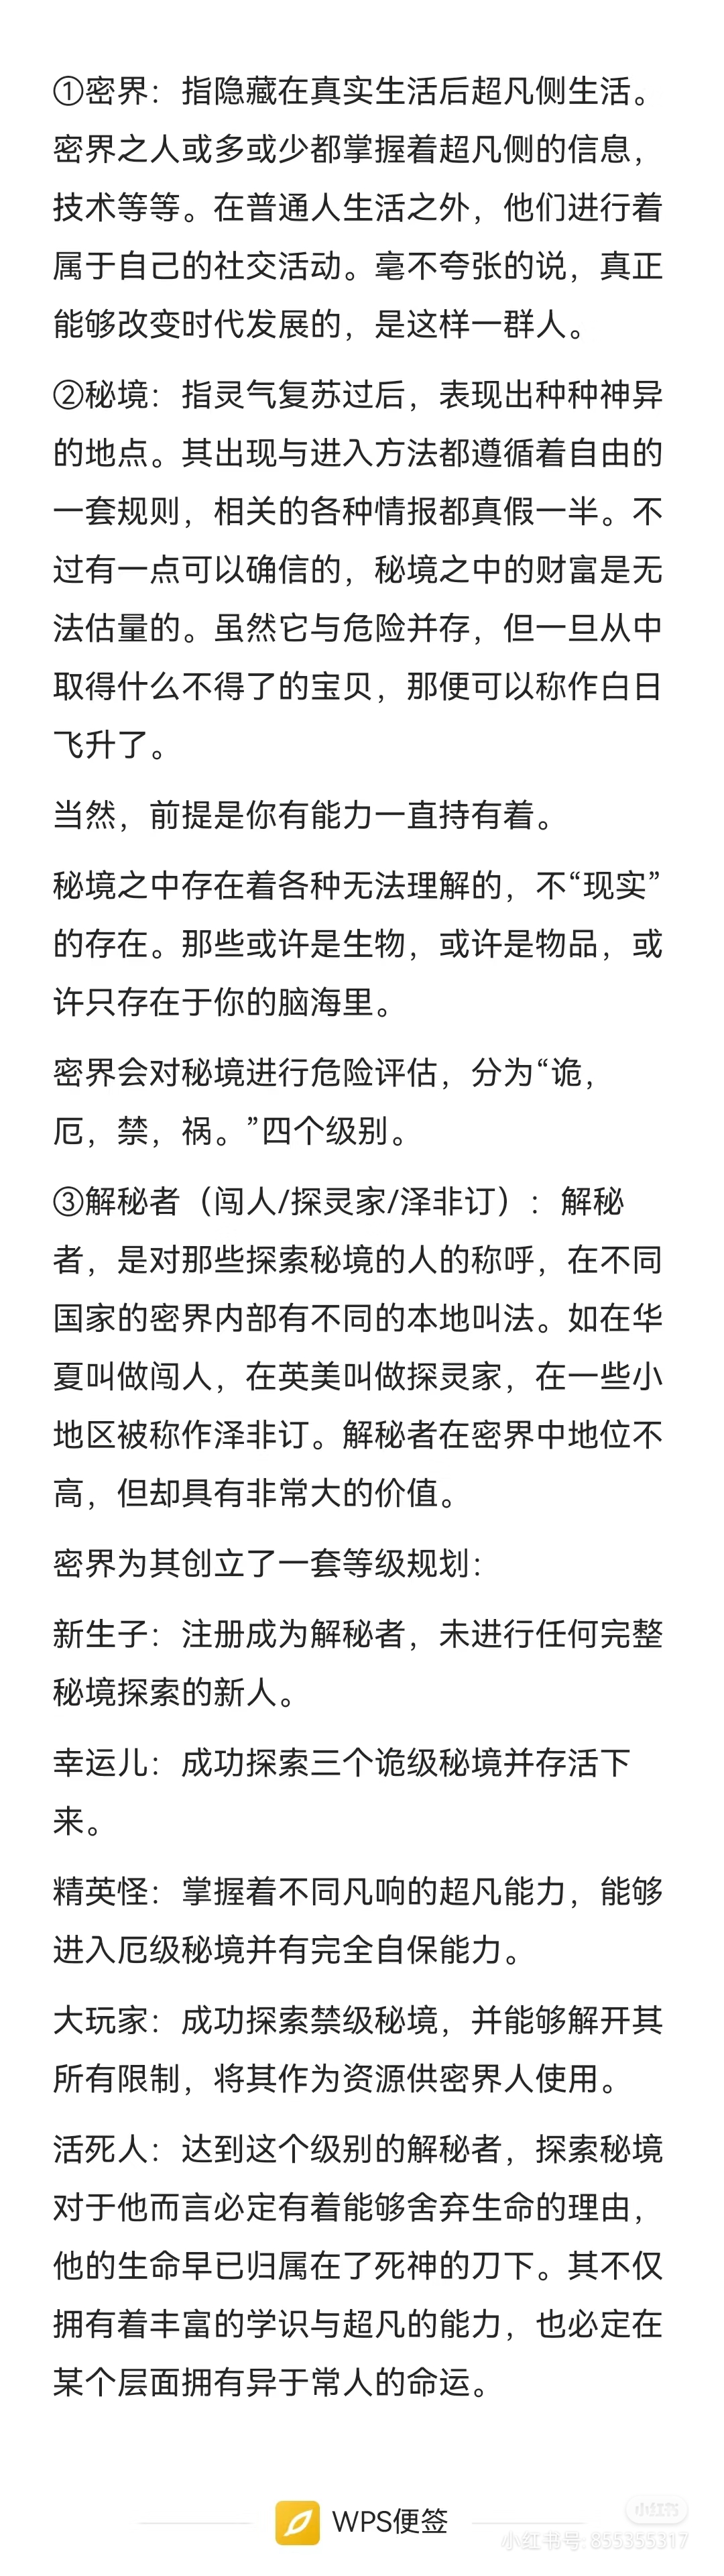 ①密界：指隐藏在真实生活后超凡侧生活。
密界之人或多或少都掌握着超凡侧的信息，
技术等等。在普通人生活之外，他们进行着
属于自己的社交活动。毫不夸张的说，真正
能够改变时代发展的，是这样一群人。
②秘境：指灵气复苏过后，表现出种种神异
的地点。其出现与进入方法都遵循着自由的
一套规则，相关的各种情报都真假一半。不
过有一点可以确信的，秘境之中的财富是无
法估量的。虽然它与危险并存，但一旦从中
取得什么不得了的宝贝，那便可以称作白日
飞升了。
当然，前提是你有能力一直持有着。
秘境之中存在着各种无法理解的，不“现实”
的存在。那些或许是生物，或许是物品，或
许只存在于你的脑海里。
密界会对秘境进行危险评估，分为“诡，
厄，禁，祸。”四个级别。
③解秘者（闯人/探灵家/泽非订）：解秘
者，是对那些探索秘境的人的称呼，在不同
国家的密界内部有不同的本地叫法。如在华
夏叫做闯人，在英美叫做探灵家，在一些小
地区被称作泽非订。解秘者在密界中地位不
高，但却具有非常大的价值。
密界为其创立了一套等级规划：
新生子：注册成为解秘者，未进行任何完整
秘境探索的新人。
幸运儿：成功探索三个诡级秘境并存活下
来。
精英怪：掌握着不同凡响的超凡能力，能够
进入厄级秘境并有完全自保能力。
大玩家：成功探索禁级秘境，并能够解开其
所有限制，将其作为资源供密界人使用。
活死人：达到这个级别的解秘者，探索秘境
对于他而言必定有着能够舍弃生命的理由，
他的生命早已归属在了死神的刀下。其不仅
拥有着丰富的学识与超凡的能力，也必定在
某个层面拥有异于常人的命运。
WPS便签
小红书
小红书号: 855355317